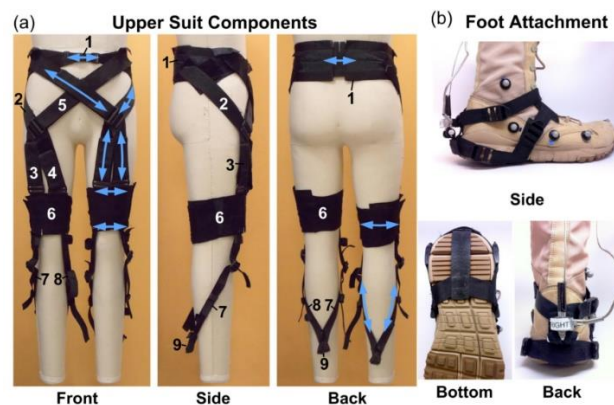 (a)
Upper Suit Components
1
5
2
3
4
6
6
7
8
Front
1
2
3
6
7
9
Side
1
6
8
7
9
Back
(b)
Foot Attachment
Side
Bottom
RIGHT
Back